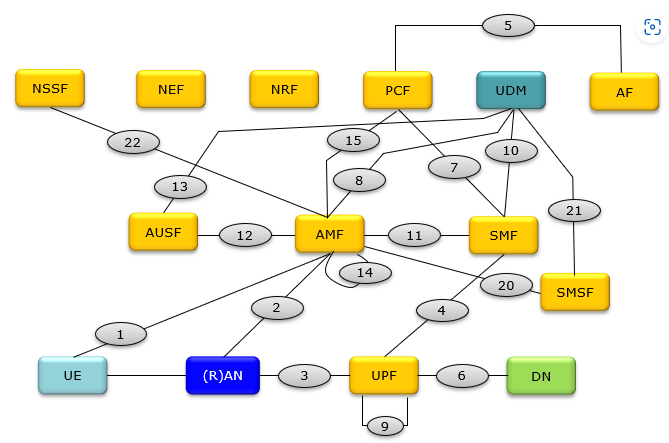 5
NSSF
NEF
NRF
PCF
UDM
AF
22
15
10
7
8
13
21
AUSF
12
AMF
11
SMF
14
20
SMSF
2
4
1
UE
(R)AN
3
UPF
6
DN
9